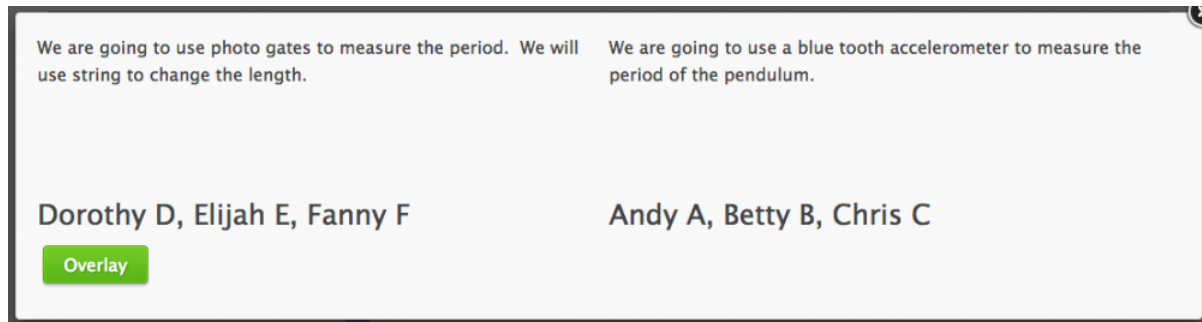 We are going to use photo gates to measure the period. We will
use string to change the length.
Dorothy D, Elijah E, Fanny F
Overlay
We are going to use a blue tooth accelerometer to measure the
period of the pendulum.
Andy A, Betty B, Chris C